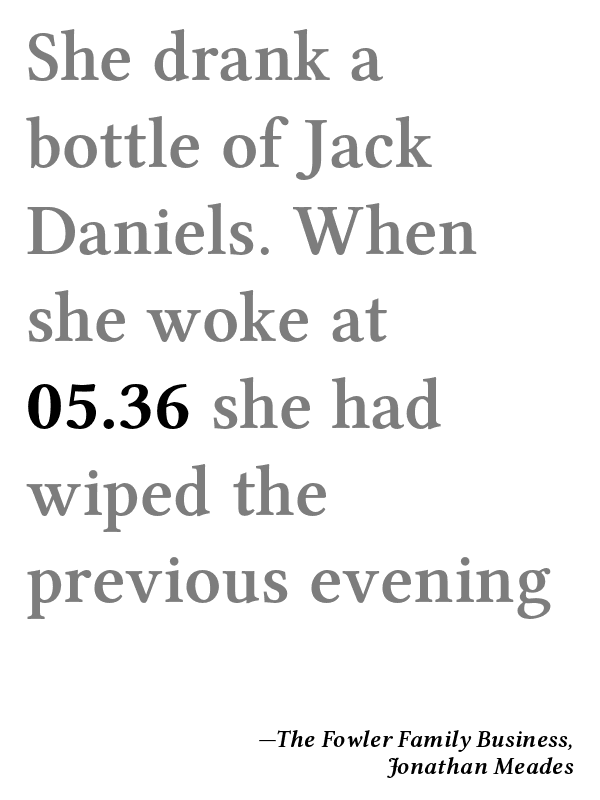 She drank a
bottle of Jack
Daniels. When
she woke at
05.36 she had
wiped the
previous evening
—The Fowler Family Business,
Jonathan Meades